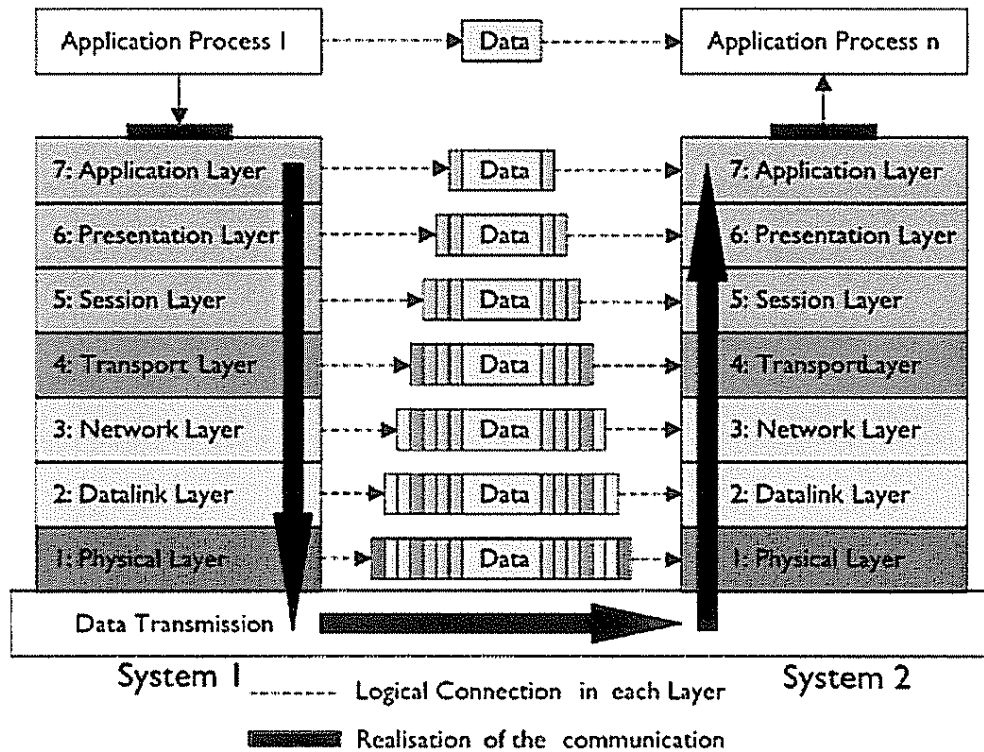 Application Process 1 Data Application Process n
7: Application Layer Data 7: Application Layer
6: Presentation Layer Data 6: Presentation Layer
5: Session Layer Data 5: Session Layer
4: Transport Layer Data 4: TransportLayer
3: Network Layer Data 3: Network Layer
2: Datalink Layer Data 2: Datalink Layer
1: Physical Layer Data 1: Physical Layer
Data Transmission
System 1 System 2
Logical Connection in each Layer
Realisation of the communication